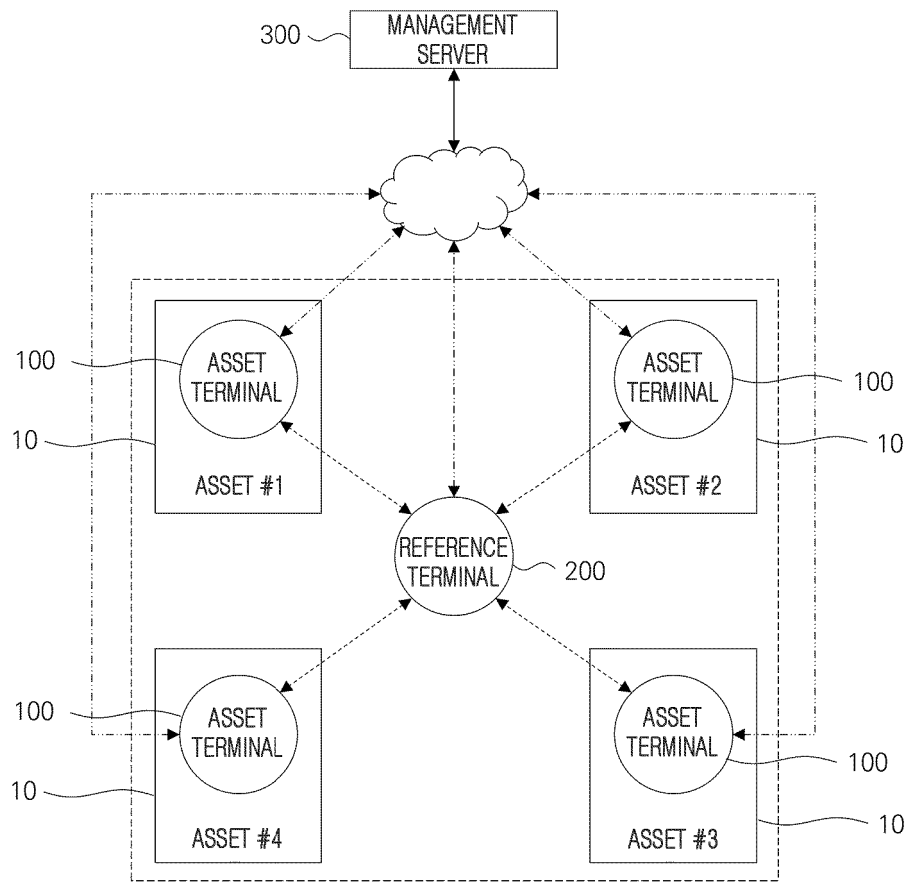 300
MANAGEMENT
SERVER
100
ASSET
TERMINAL
10
ASSET #1
ASSET
TERMINAL
100
10
ASSET #2
REFERENCE
TERMINAL
200
100
ASSET
TERMINAL
10
ASSET #4
ASSET
TERMINAL
100
10
ASSET #3